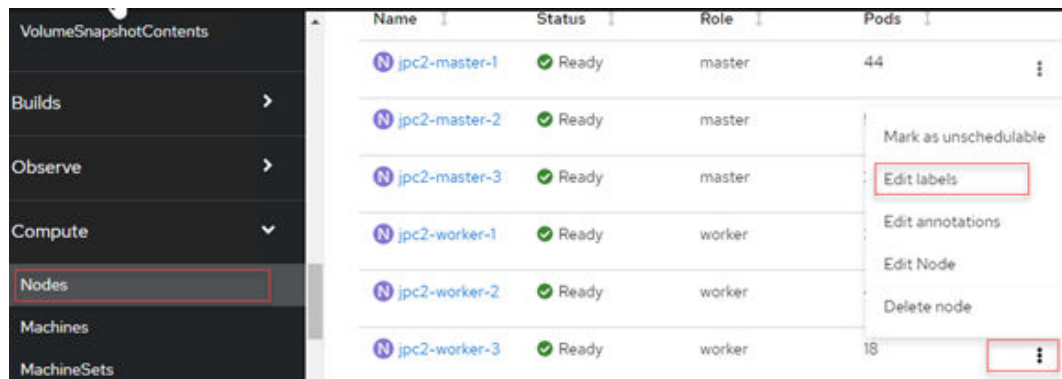 VolumeSnapshotContents
Builds
Observe
Compute
Nodes
Machines
MachineSets
Name Status Role Pods
N jpc2-master-1 Ready master 44
N jpc2-master-2 Ready master
N jpc2-master-3 Ready master
N jpc2-worker-1 Ready worker
N jpc2-worker-2 Ready worker
N jpc2-worker-3 Ready worker 18
Mark as unschedulable
Edit labels
Edit annotations
Edit Node
Delete node